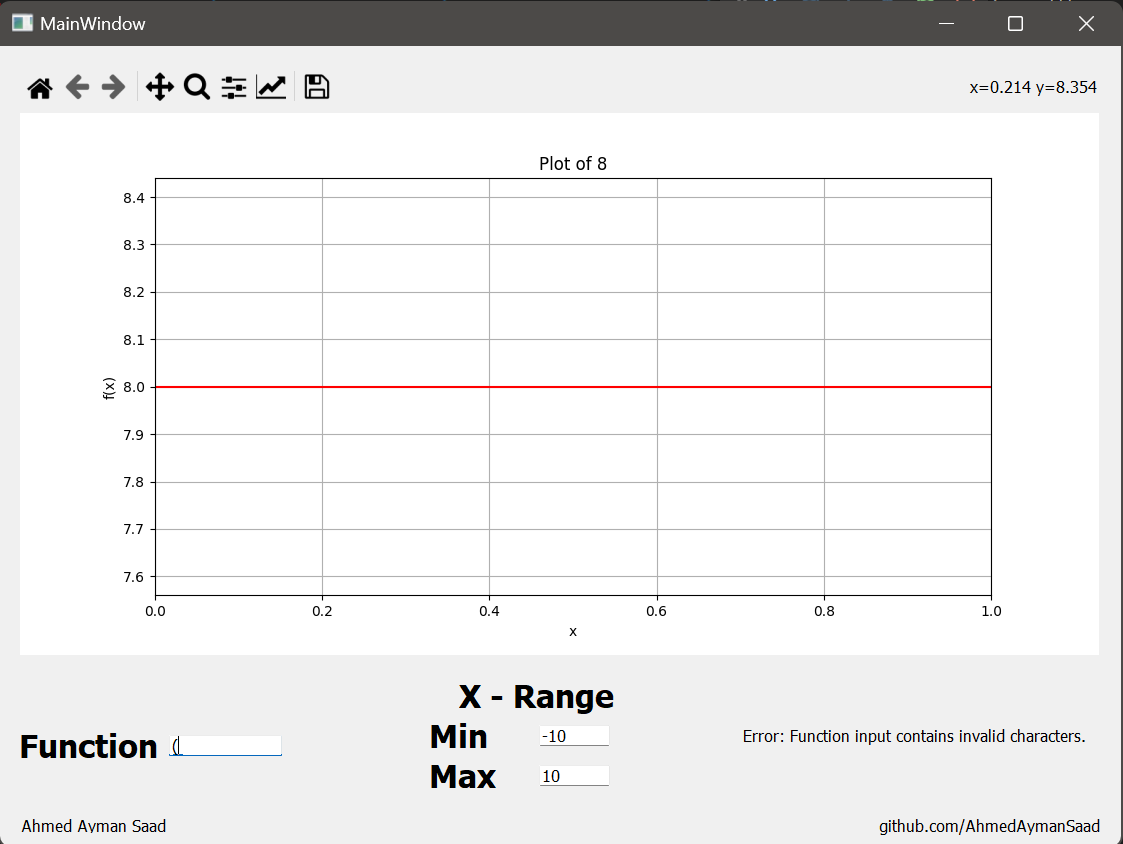 MainWindow
x=0.214 y=8.354
Plot of 8
8.4
8.3
8.2
8.1
8.0
7.9
7.8
7.7
7.6
f(x)
0.0 0.2 0.4 0.6 0.8 1.0
x
X - Range
Function (
Min -10
Max 10
Error: Function input contains invalid characters.
Ahmed Ayman Saad
github.com/AhmedAymanSaad